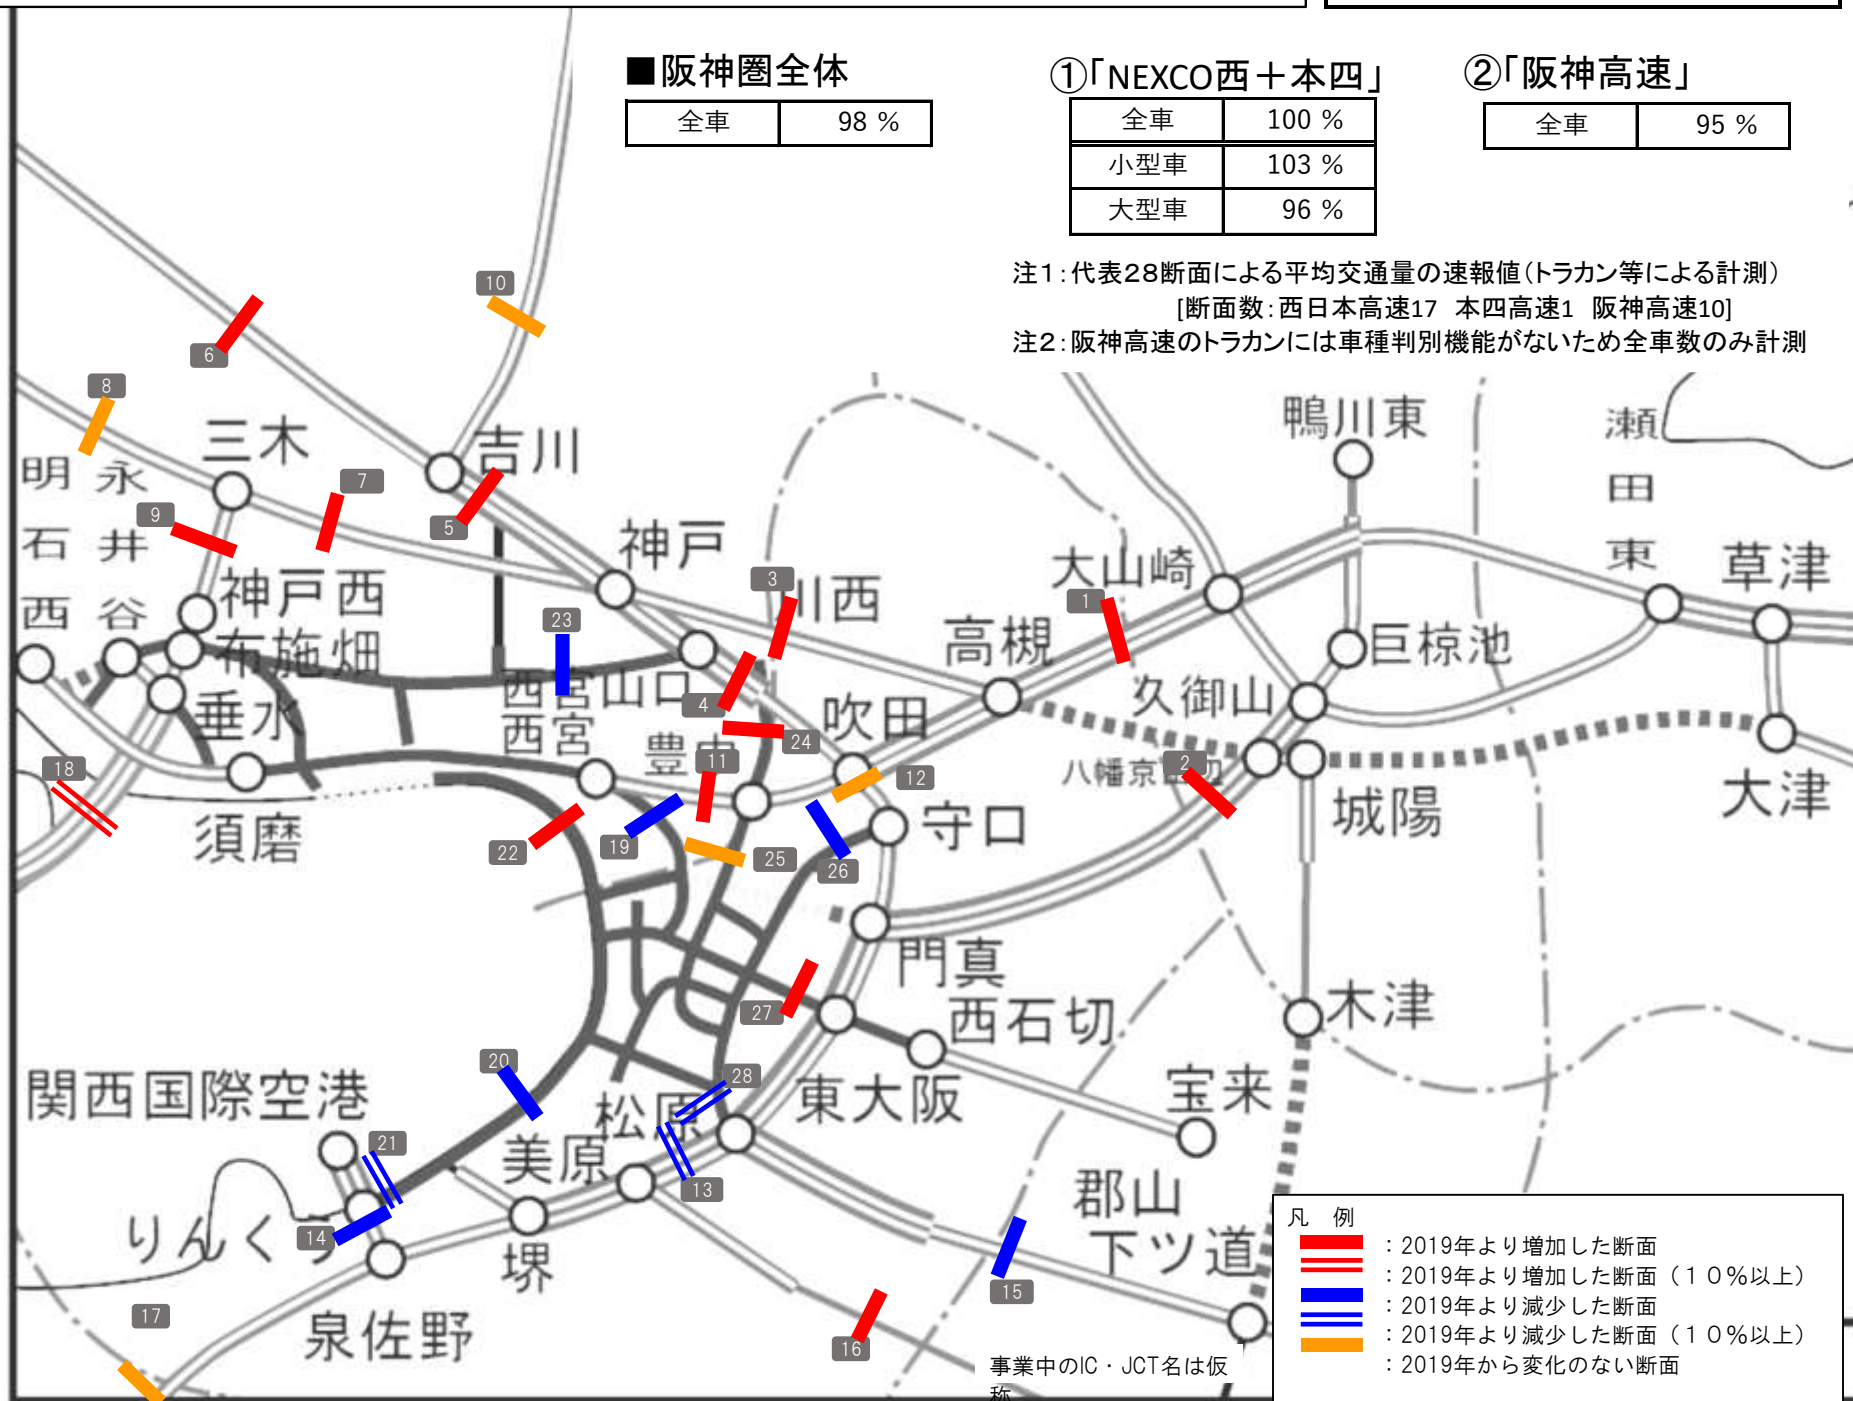 ■阪神圏全体
全車 98 %
①「NEXCO西＋本四」
全車 100 %
小型車 103 %
大型車 96 %
②「阪神高速」
全車 95 %
注1：代表28断面による平均交通量の速報値（トラカン等による計測）
[断面数：西日本高速17 本四高速1 阪神高速10]
注2：阪神高速のトラカンには車種判別機能がないため全車数のみ計測
10
6
8
三木
吉川
鴨川東
瀬田東
明石西
永井谷
7
9
5
神戸
大山崎
草津
神戸西
3
川西
1
布施畑
23
高槻
巨椋池
西宮山口
久御山
垂水
西宮
4
吹田
24
豊中
11
18
12
八幡京田辺
2
大津
須磨
22
19
25
26
守口
城陽
門真
27
西石切
木津
20
28
関西国際空港
松原
東大阪
宝来
21
美原
13
郡山
下ツ道
14
りんくう
堺
15
17
泉佐野
16
事業中のIC・JCT名は仮
称
凡 例
：2019年より増加した断面
：2019年より増加した断面（１０％以上）
：2019年より減少した断面
：2019年より減少した断面（１０％以上）
：2019年から変化のない断面